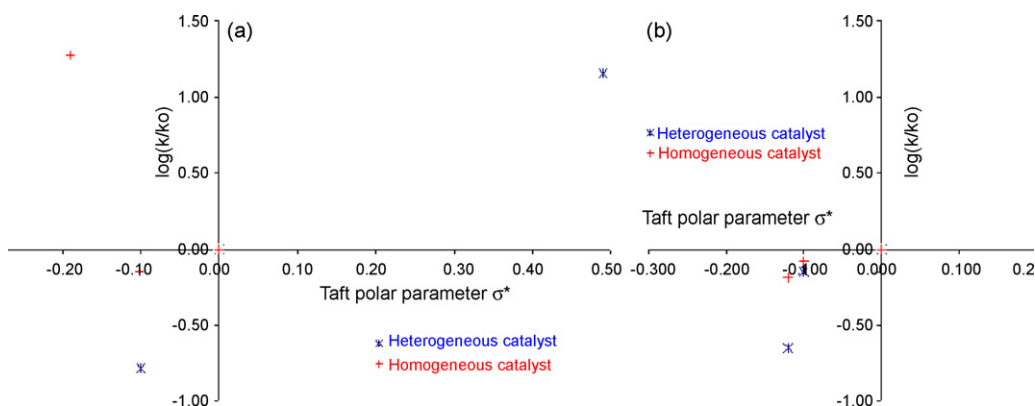 1.50
(a)
1.00
log(k/ko)
0.50
0.00
-0.20
-0.10
0.00
0.10
0.20
0.30
0.40
0.50
Taft polar parameter σ*
-0.50
Heterogeneous catalyst
Homogeneous catalyst
-1.00
(b)
1.50
1.00
Heterogeneous catalyst
Homogeneous catalyst
log(k/ko)
0.50
Taft polar parameter σ*
0.00
-0.300
-0.200
-0.100
0.00
0.100
0.20
-0.50
-1.00